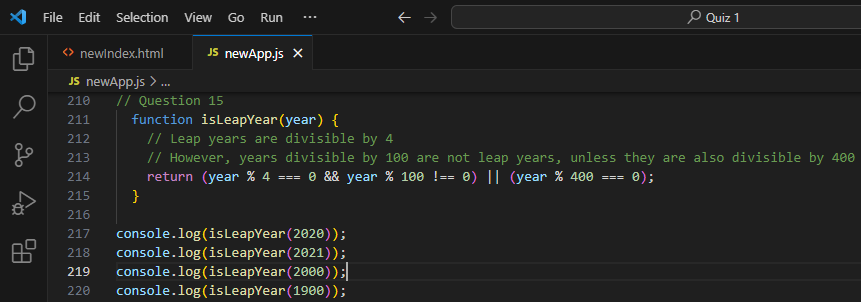 File Edit Selection View Go Run ··· ← → Quiz 1
<> newIndex.html JS newApp.js ×
JS newApp.js > ...
210 // Question 15
211 function isLeapYear(year) {
212 // Leap years are divisible by 4
213 // However, years divisible by 100 are not leap years, unless they are also divisible by 400
214 return (year % 4 === 0 && year % 100 !== 0) || (year % 400 === 0);
215 }
216
217 console.log(isLeapYear(2020));
218 console.log(isLeapYear(2021));
219 console.log(isLeapYear(2000));
220 console.log(isLeapYear(1900));